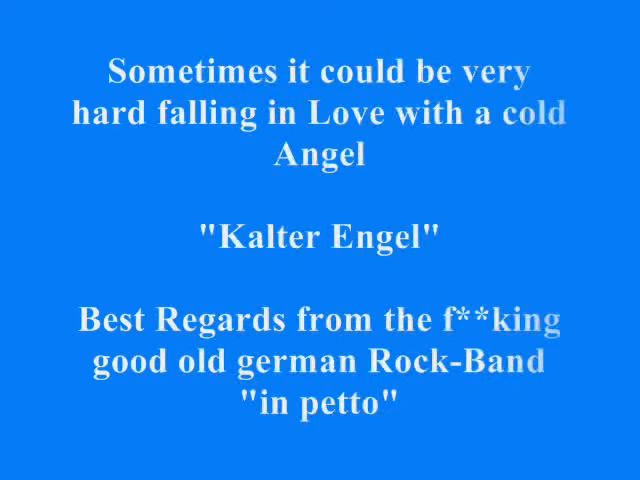 Sometimes it could be very
hard falling in Love with a cold
Angel
"Kalter Engel"
Best Regards from the f**king
good old german Rock-Band
"in petto"